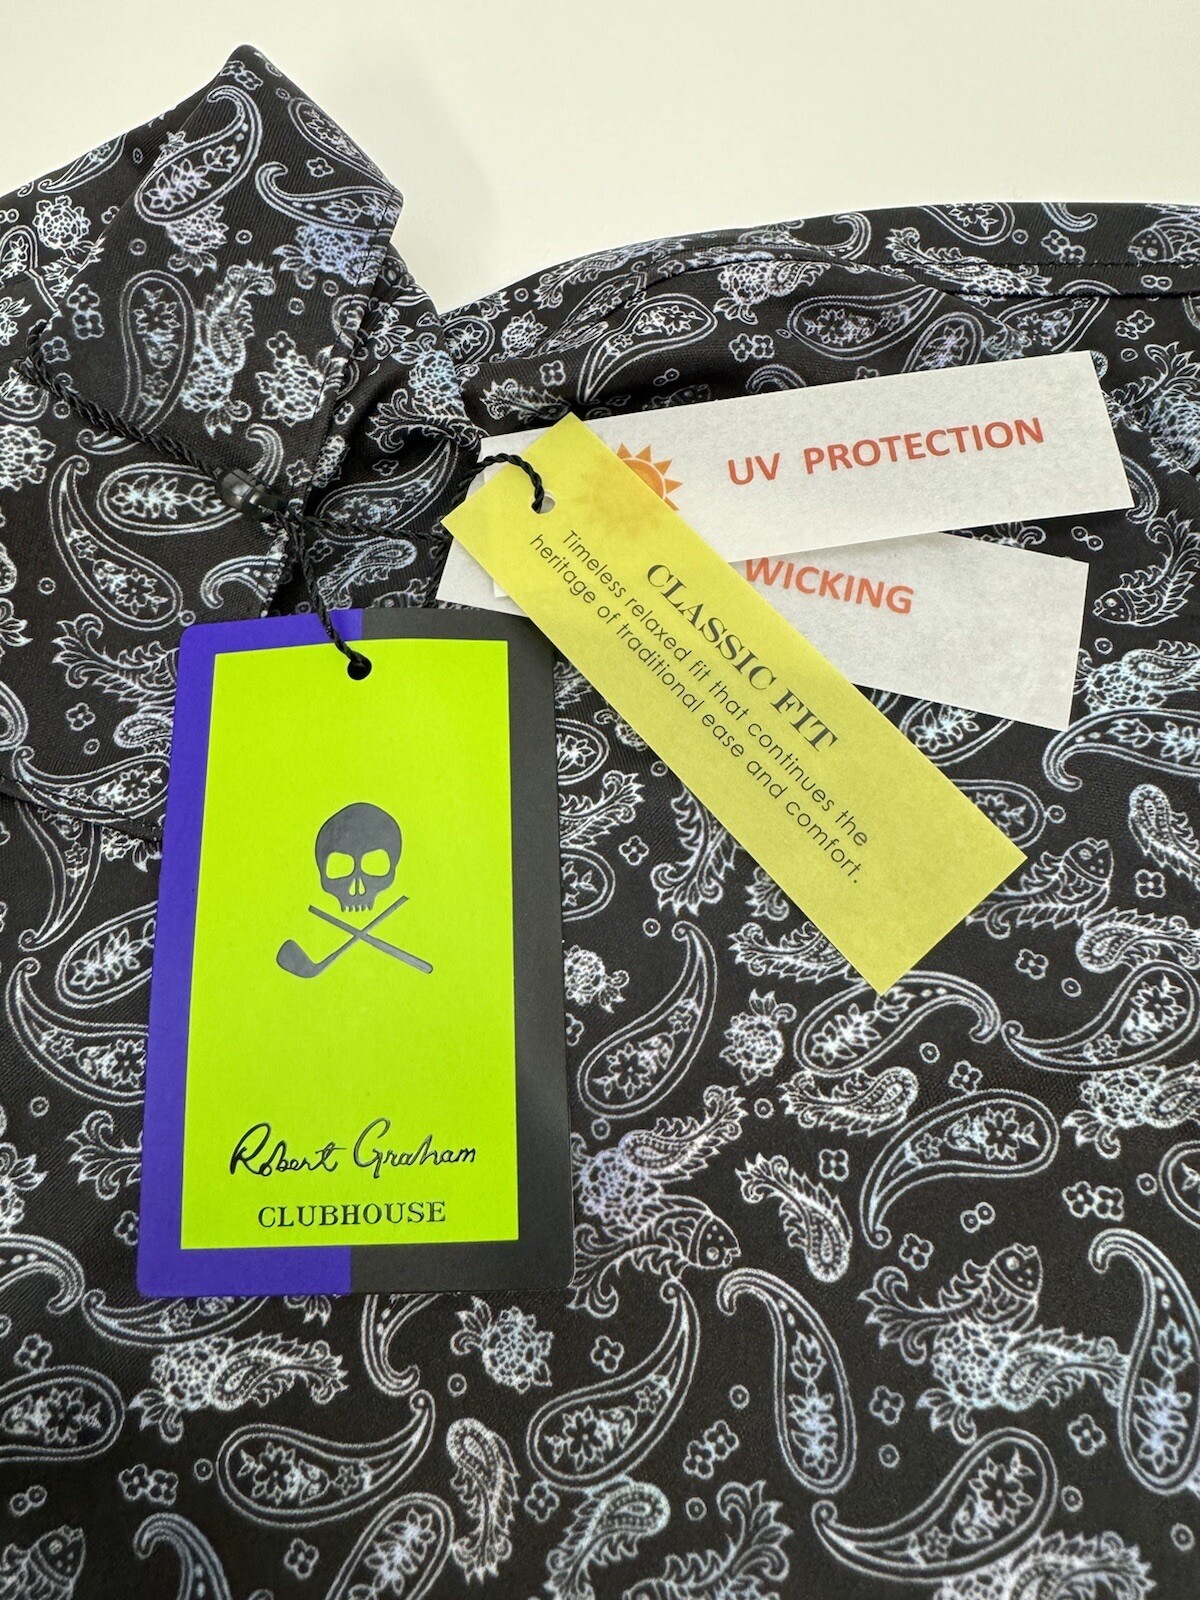 UV PROTECTION
WICKING
CLASSIC FIT
Timeless relaxed fit that continues the
heritage of traditional ease and comfort.
Robert Graham
CLUBHOUSE